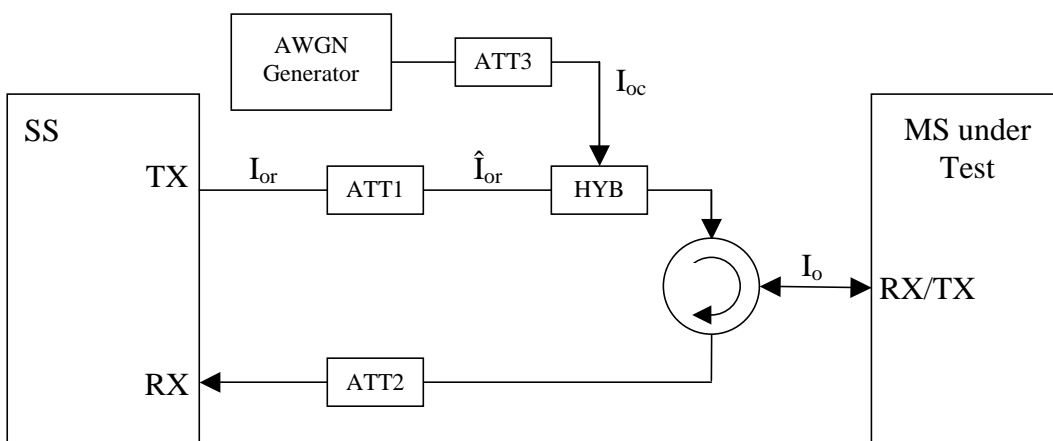 AWGN
Generator
ATT3
I_oc
SS
MS under
Test
TX
I_or
ATT1
Î_or
HYB
I_o
RX/TX
RX
ATT2